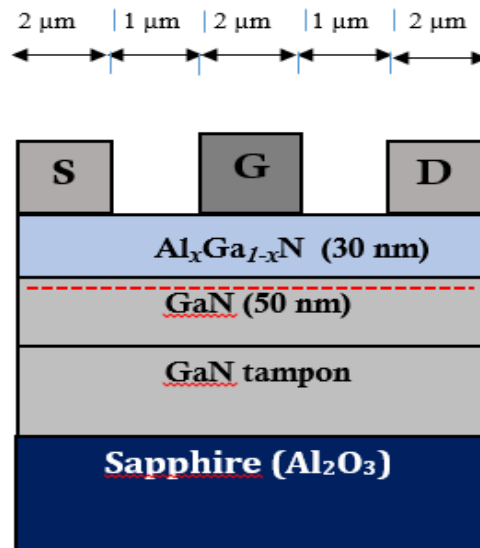 2 μm | 1 μm | 2 μm | 1 μm | 2 μm
S G D
AlₓGa₁₋ₓN (30 nm)
GaN (50 nm)
GaN tampon
Sapphire (Al₂O₃)